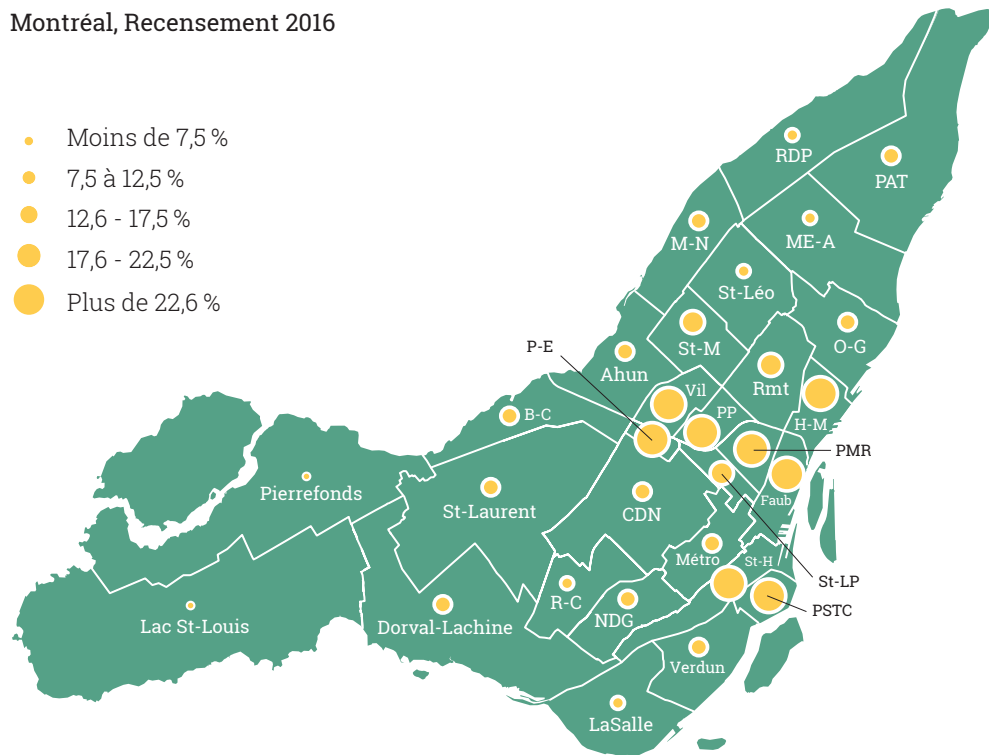 Montréal, Recensement 2016
Moins de 7,5 %
7,5 à 12,5 %
12,6 - 17,5 %
17,6 - 22,5 %
Plus de 22,6 %
RDP
PAT
M-N
ME-A
St-Léo
St-M
O-G
P-E
Ahun
Vil
Rmt
B-C
PP
H-M
PMR
Pierrefonds
St-Laurent
CDN
Faub
Métro
St-H
St-LP
R-C
NDG
PSTC
Lac St-Louis
Dorval-Lachine
Verdun
LaSalle